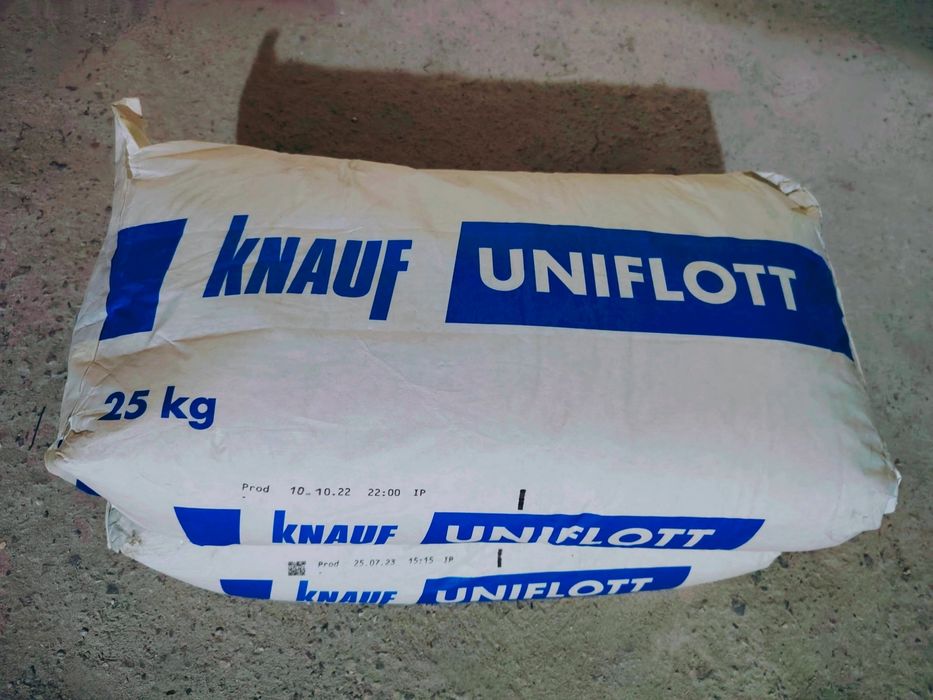 KNAUF UNIFLOTT
25 kg
Prod 10.10.22 22:00 IP
KNAUF UNIFLOTT
Prod 25.07.23 15:15 IP
KNAUF UNIFLOTT